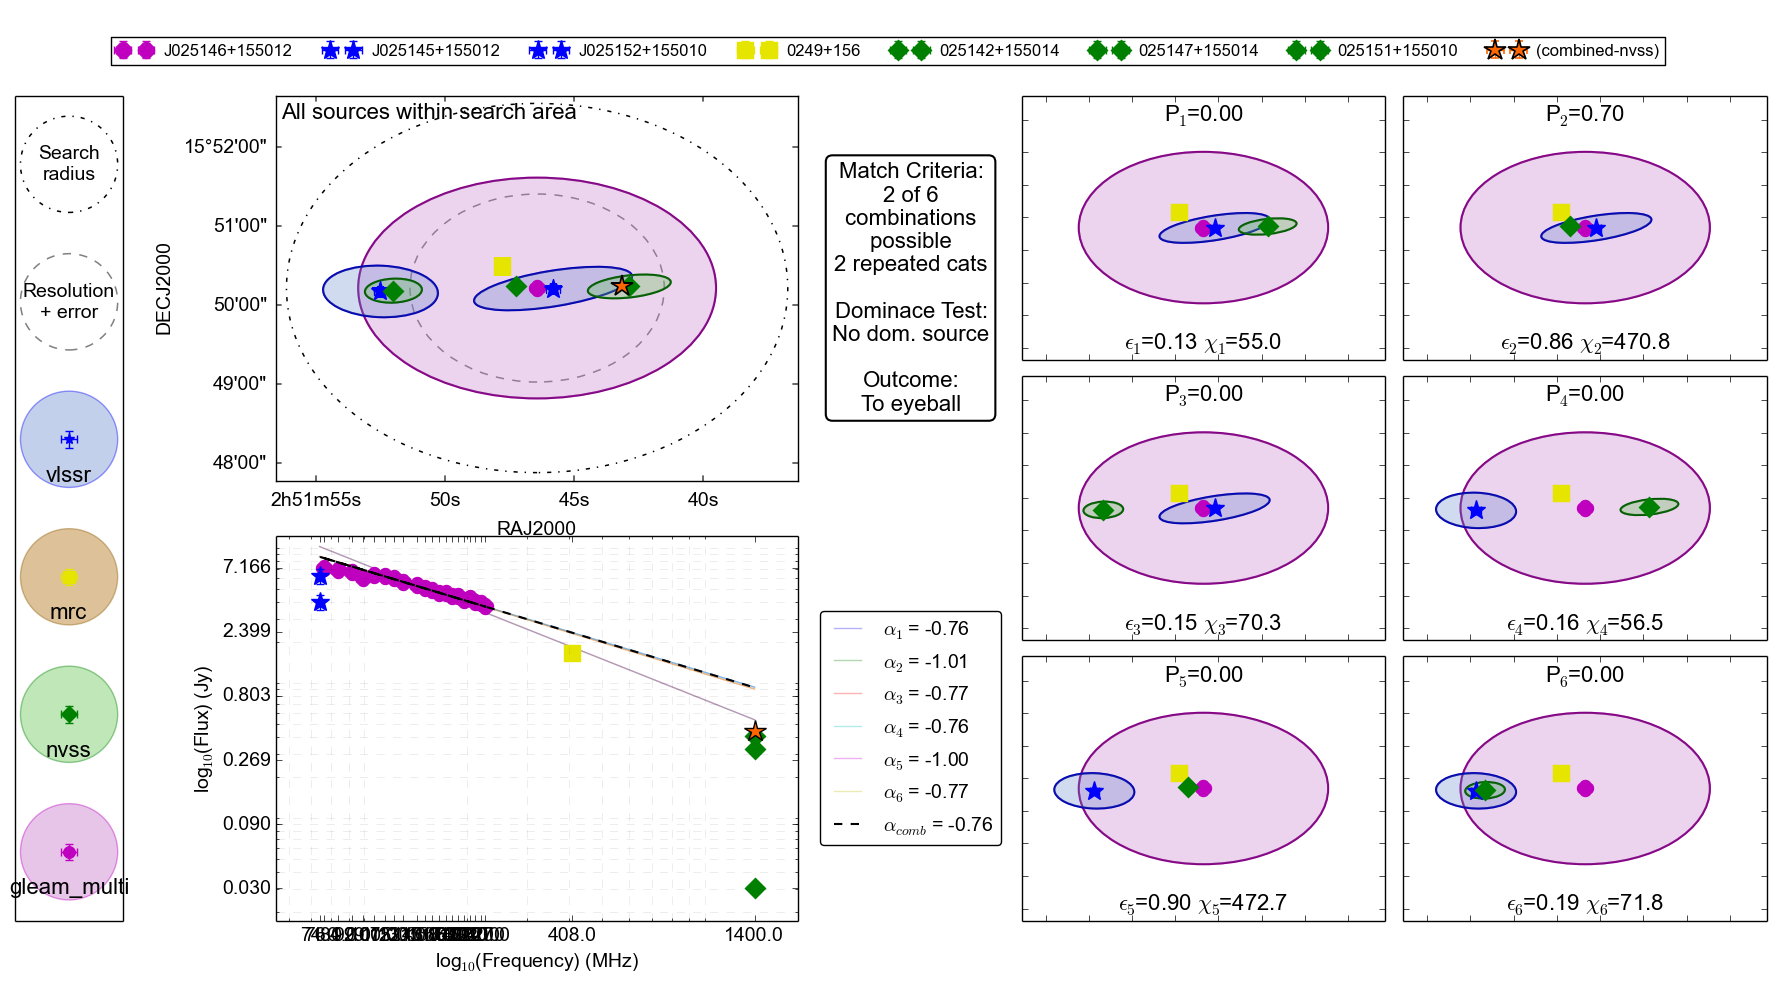 J025146+155012 J025145+155012 J025152+155010 0249+156 025142+155014 025147+155014 025151+155010 (combined-nvss)
Search
radius
Resolution
+ error
vlssr
mrc
nvss
gleam_multi
All sources within search area
DECJ2000
15°52'00"
51'00"
50'00"
49'00"
48'00"
2h51m55s 50s 45s 40s
RAJ2000
log10(Flux) (Jy)
7.166
2.399
0.803
0.269
0.090
0.030
408.0 1400.0
log10(Frequency) (MHz)
Match Criteria:
2 of 6
combinations
possible
2 repeated cats
Dominace Test:
No dom. source
Outcome:
To eyeball
α1 = -0.76
α2 = -1.01
α3 = -0.77
α4 = -0.76
α5 = -1.00
α6 = -0.77
αcomb = -0.76
P1=0.00
ϵ1=0.13 χ1=55.0
P2=0.70
ϵ2=0.86 χ2=470.8
P3=0.00
ϵ3=0.15 χ3=70.3
P4=0.00
ϵ4=0.16 χ4=56.5
P5=0.00
ϵ5=0.90 χ5=472.7
P6=0.00
ϵ6=0.19 χ6=71.8